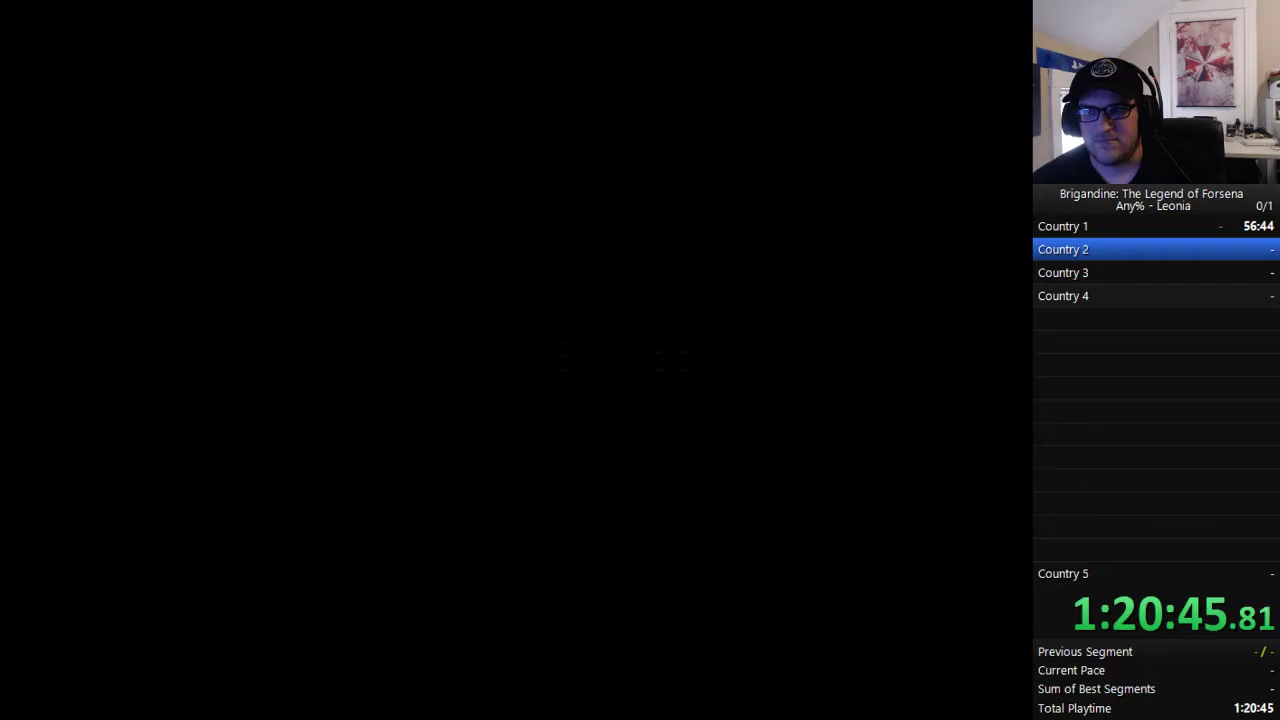 Brigandine: The Legend of Forsena
Any% - Leonia 0/1
Country 1 - 56:44
Country 2 -
Country 3 -
Country 4 -
Country 5 -
1:20:45.81
Previous Segment - / -
Current Pace -
Sum of Best Segments -
Total Playtime 1:20:45